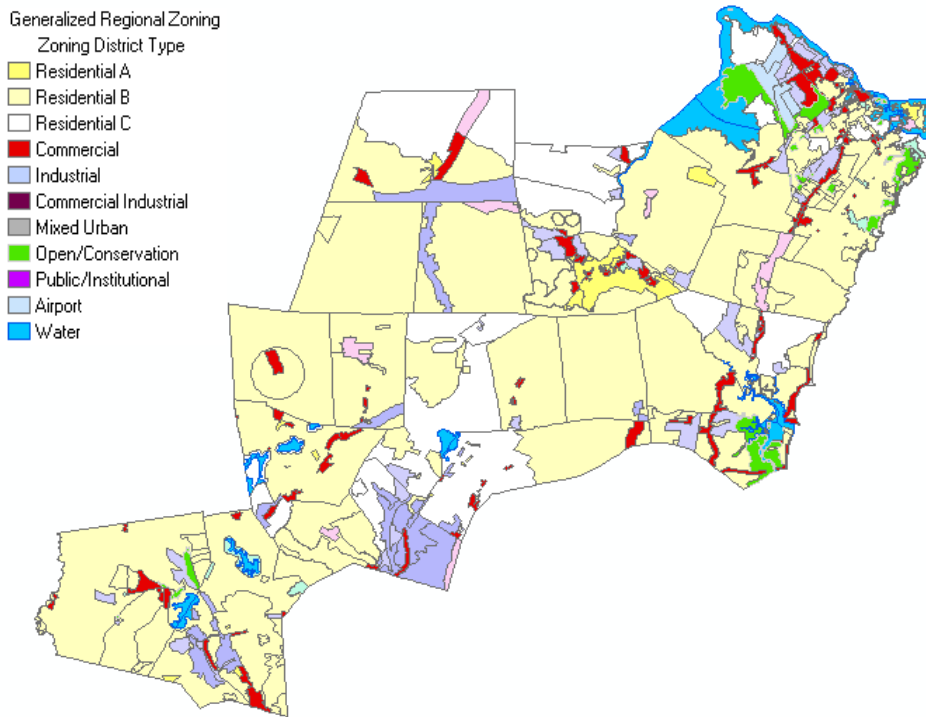 Generalized Regional Zoning
Zoning District Type
Residential A
Residential B
Residential C
Commercial
Industrial
Commercial Industrial
Mixed Urban
Open/Conservation
Public/Institutional
Airport
Water